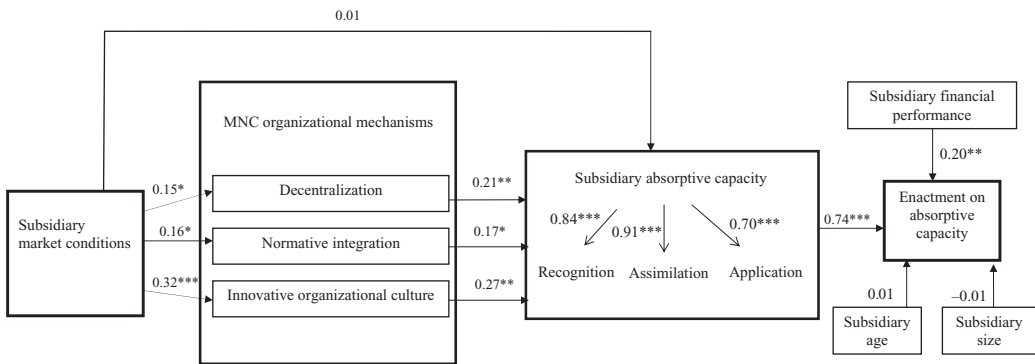 0.01
Subsidiary financial
performance
MNC organizational mechanisms
0.20**
Subsidiary
market conditions
0.15*
0.16*
0.32***
Decentralization
Normative integration
Innovative organizational culture
0.21**
0.17*
0.27**
Subsidiary absorptive capacity
0.84***
0.91***
0.70***
Recognition
Assimilation
Application
0.74***
Enactment on
absorptive
capacity
0.01
–0.01
Subsidiary
age
Subsidiary
size